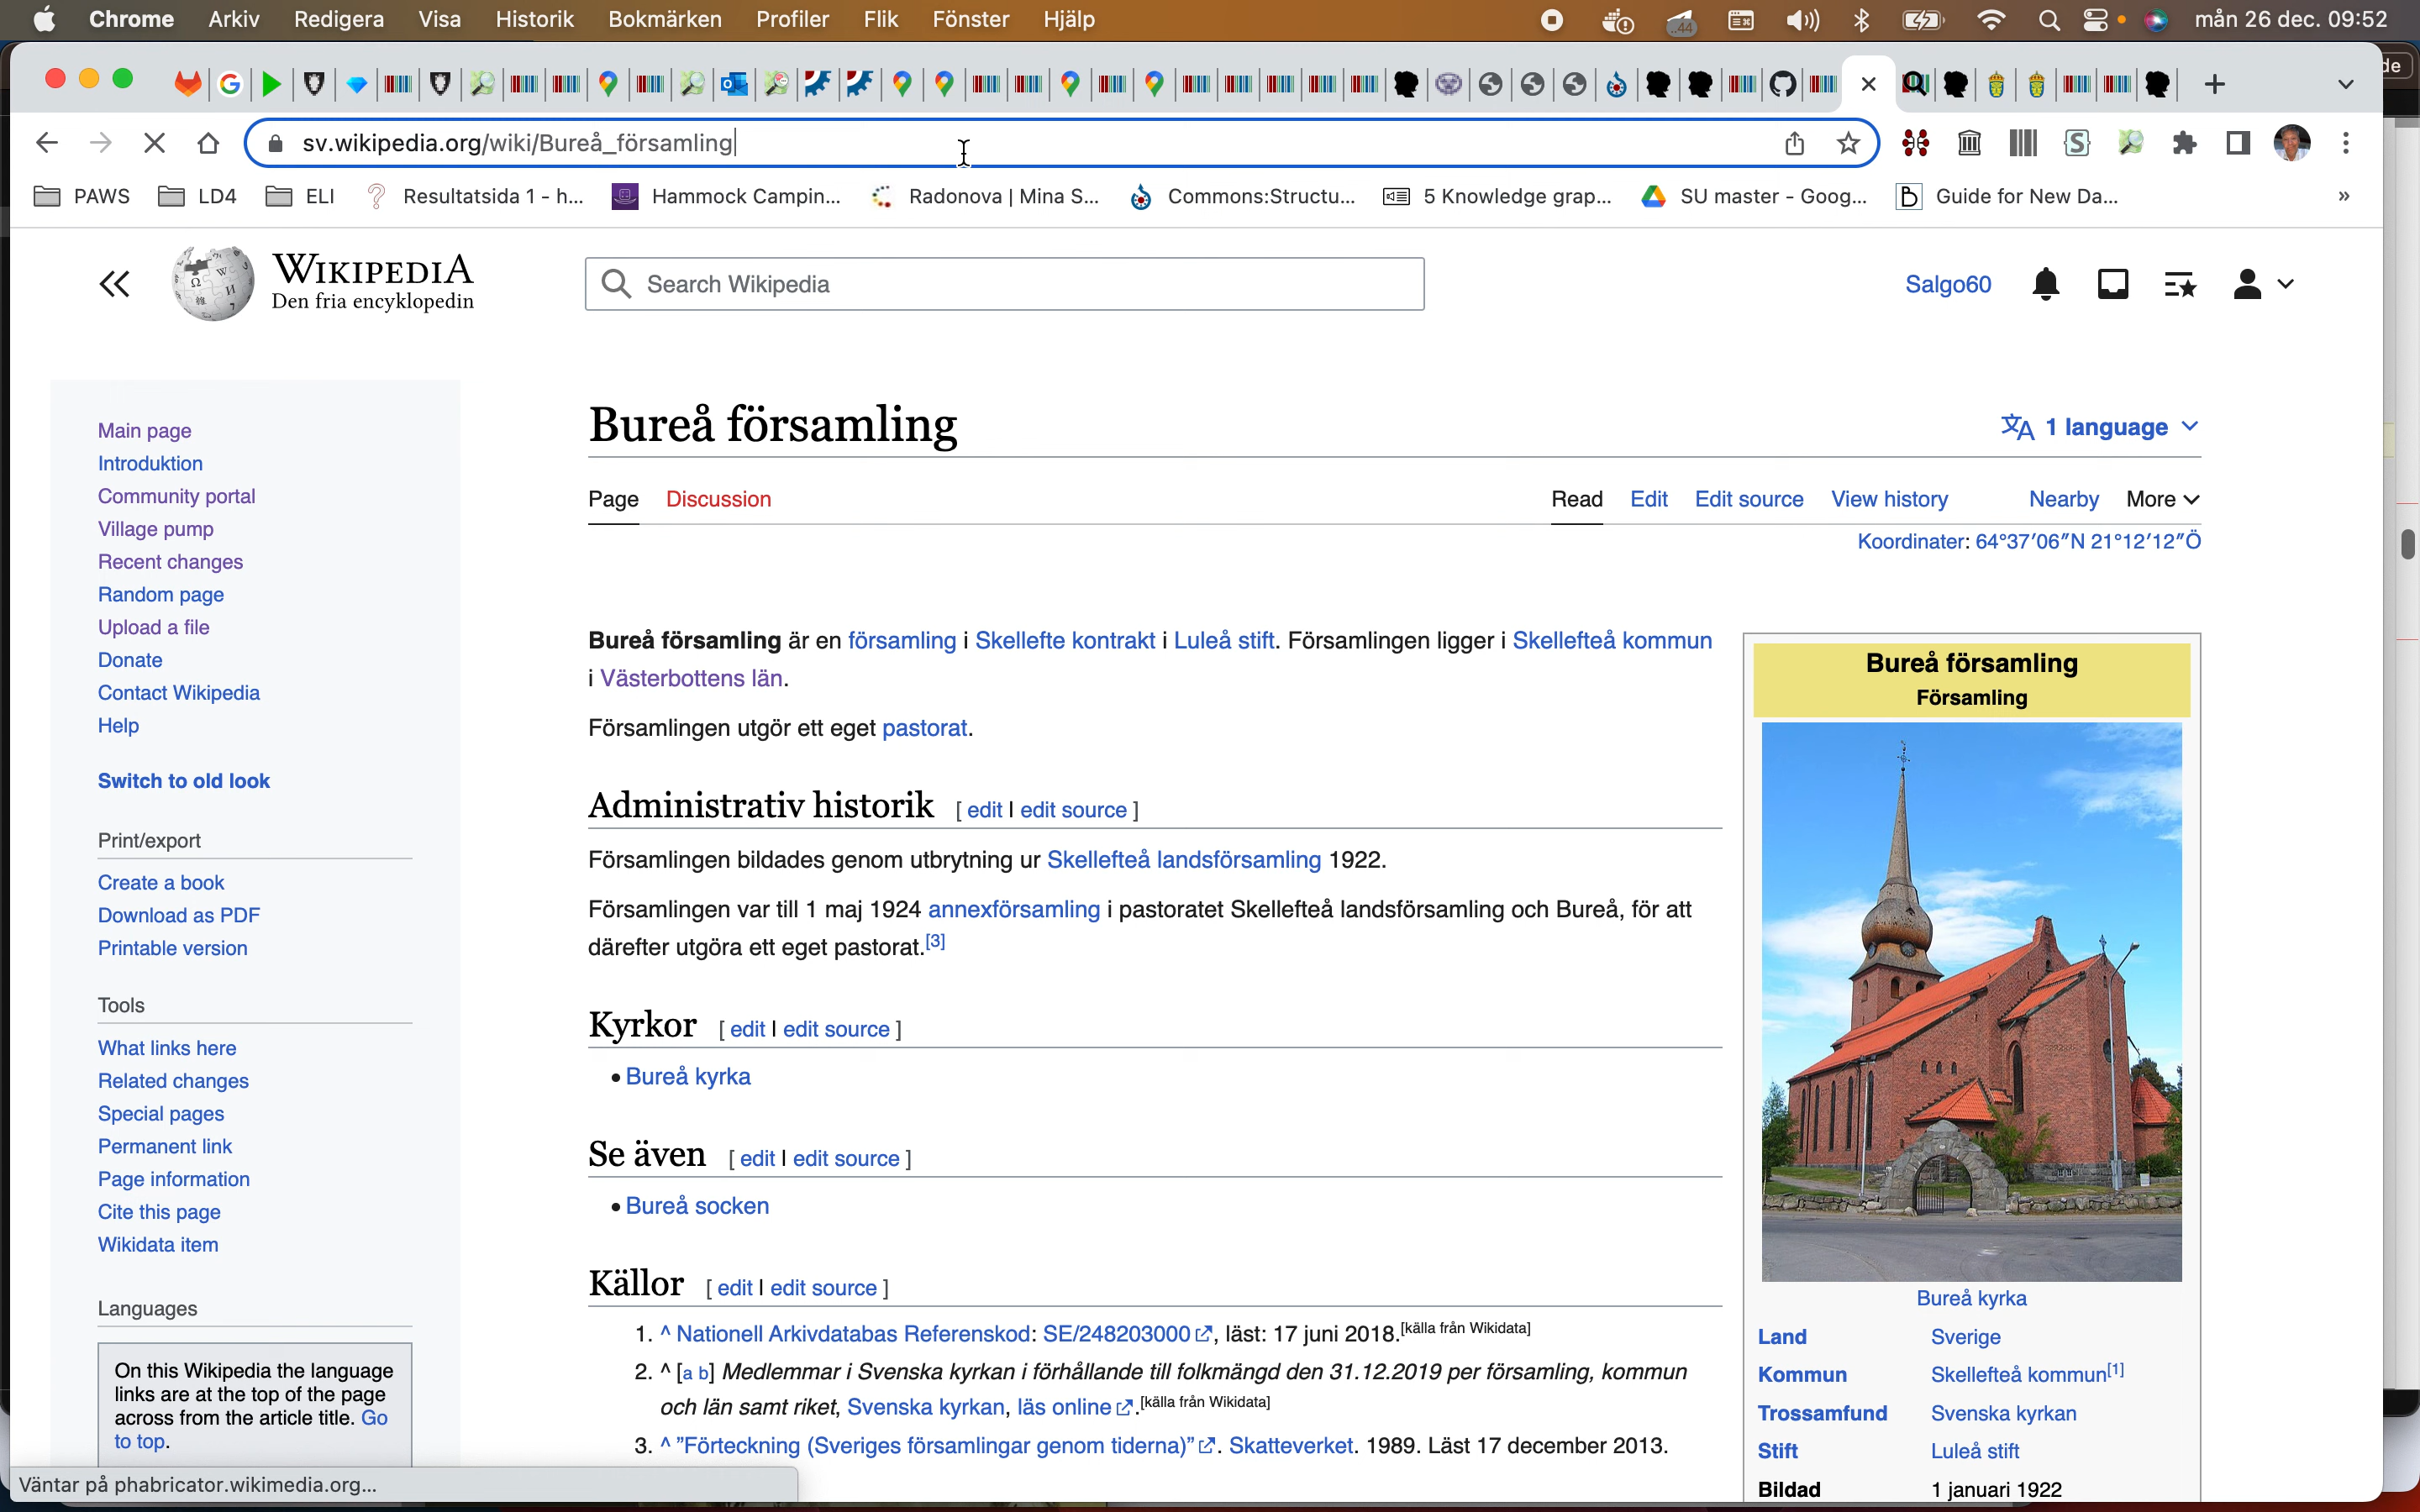 Chrome Arkiv Redigera Visa Historik Bokmärken Profiler Flik Fönster Hjälp mån 26 dec. 09:52
sv.wikipedia.org/wiki/Bureå_församling
PAWS LD4 ELI Resultatsida 1 - h... Hammock Campin... Radonova | Mina S... Commons:Structu... 5 Knowledge grap... SU master - Goog... Guide for New Da... »
WIKIPEDIA
Den fria encyklopedin
Search Wikipedia
Salgo60
Main page
Introduktion
Community portal
Village pump
Recent changes
Random page
Upload a file
Donate
Contact Wikipedia
Help
Switch to old look
Print/export
Create a book
Download as PDF
Printable version
Tools
What links here
Related changes
Special pages
Permanent link
Page information
Cite this page
Wikidata item
Languages
On this Wikipedia the language
links are at the top of the page
across from the article title. Go
to top.
Bureå församling
1 language
Page Discussion Read Edit Edit source View history Nearby More
Koordinater: 64°37′06″N 21°12′12″Ö
Bureå församling är en församling i Skellefte kontrakt i Luleå stift. Församlingen ligger i Skellefteå kommun
i Västerbottens län.
Församlingen utgör ett eget pastorat.
Administrativ historik [ edit | edit source ]
Församlingen bildades genom utbrytning ur Skellefteå landsförsamling 1922.
Församlingen var till 1 maj 1924 annexförsamling i pastoratet Skellefteå landsförsamling och Bureå, för att
därefter utgöra ett eget pastorat.[3]
Kyrkor [ edit | edit source ]
• Bureå kyrka
Se även [ edit | edit source ]
• Bureå socken
Källor [ edit | edit source ]
1. ^ Nationell Arkivdatabas Referenskod: SE/248203000, läst: 17 juni 2018.[källa från Wikidata]
2. ^ [a b] Medlemmar i Svenska kyrkan i förhållande till folkmängd den 31.12.2019 per församling, kommun
och län samt riket, Svenska kyrkan, läs online.[källa från Wikidata]
3. ^ ”Förteckning (Sveriges församlingar genom tiderna)”. Skatteverket. 1989. Läst 17 december 2013.
Bureå församling
Församling
Bureå kyrka
Land Sverige
Kommun Skellefteå kommun[1]
Trossamfund Svenska kyrkan
Stift Luleå stift
Bildad 1 januari 1922
Väntar på phabricator.wikimedia.org...